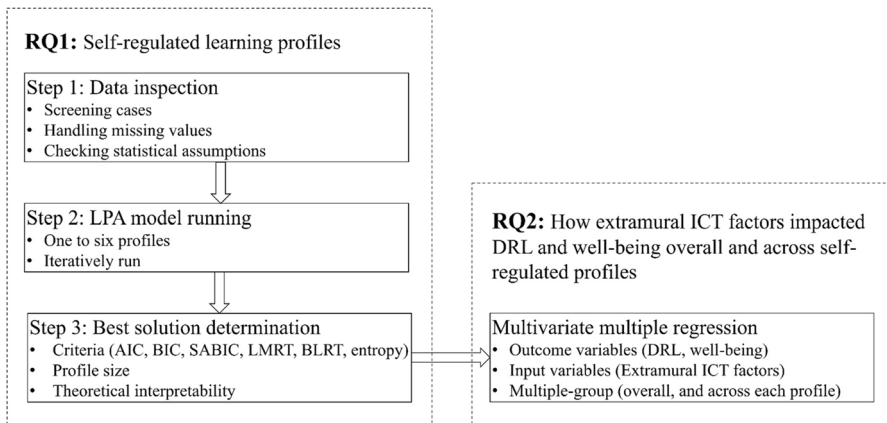 RQ1: Self-regulated learning profiles
Step 1: Data inspection
• Screening cases
• Handling missing values
• Checking statistical assumptions
Step 2: LPA model running
• One to six profiles
• Iteratively run
Step 3: Best solution determination
• Criteria (AIC, BIC, SABIC, LMRT, BLRT, entropy)
• Profile size
• Theoretical interpretability
RQ2: How extramural ICT factors impacted
DRL and well-being overall and across self-
regulated profiles
Multivariate multiple regression
• Outcome variables (DRL, well-being)
• Input variables (Extramural ICT factors)
• Multiple-group (overall, and across each profile)